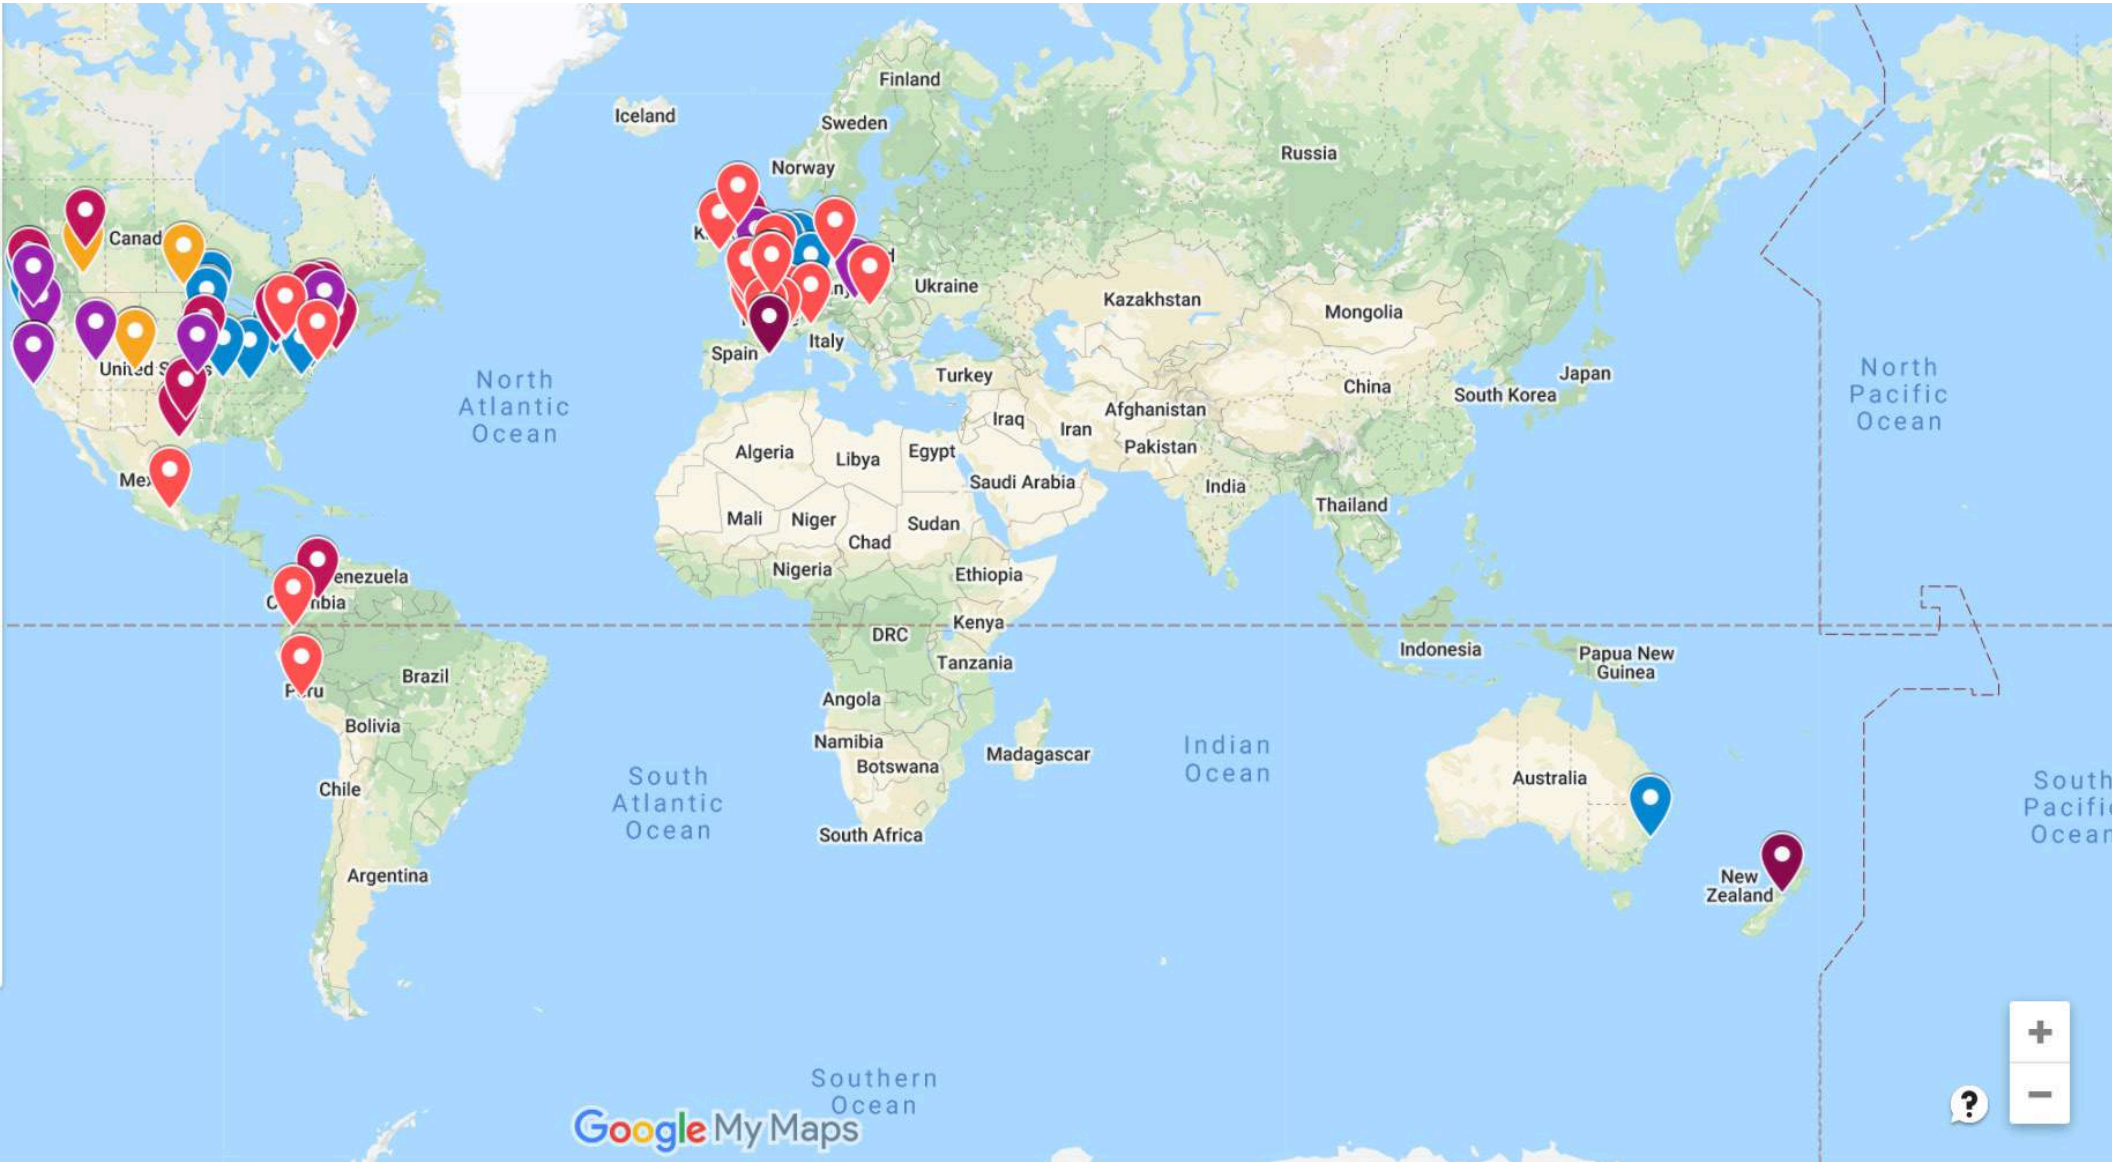 Finland
Iceland
Sweden
Russia
Norway
Canad
Ukraine
Kazakhstan
Mongolia
Italy
Spain
United S
Turkey
Japan
China
South Korea
North
Atlantic
Ocean
North
Pacific
Ocean
Afghanistan
Iraq
Iran
Pakistan
Algeria
Libya
Egypt
Saudi Arabia
India
Thailand
Mali
Niger
Sudan
Chad
Nigeria
Ethiopia
enezuela
Kenya
DRC
Tanzania
Indonesia
Papua New
Guinea
Brazil
Angola
Bolivia
Namibia
Botswana
Madagascar
Indian
Ocean
Australia
Chile
South
Atlantic
Ocean
South
Ocean
South Africa
Argentina
New
Zealand
Southern
Ocean
Google My Maps
+
?
−